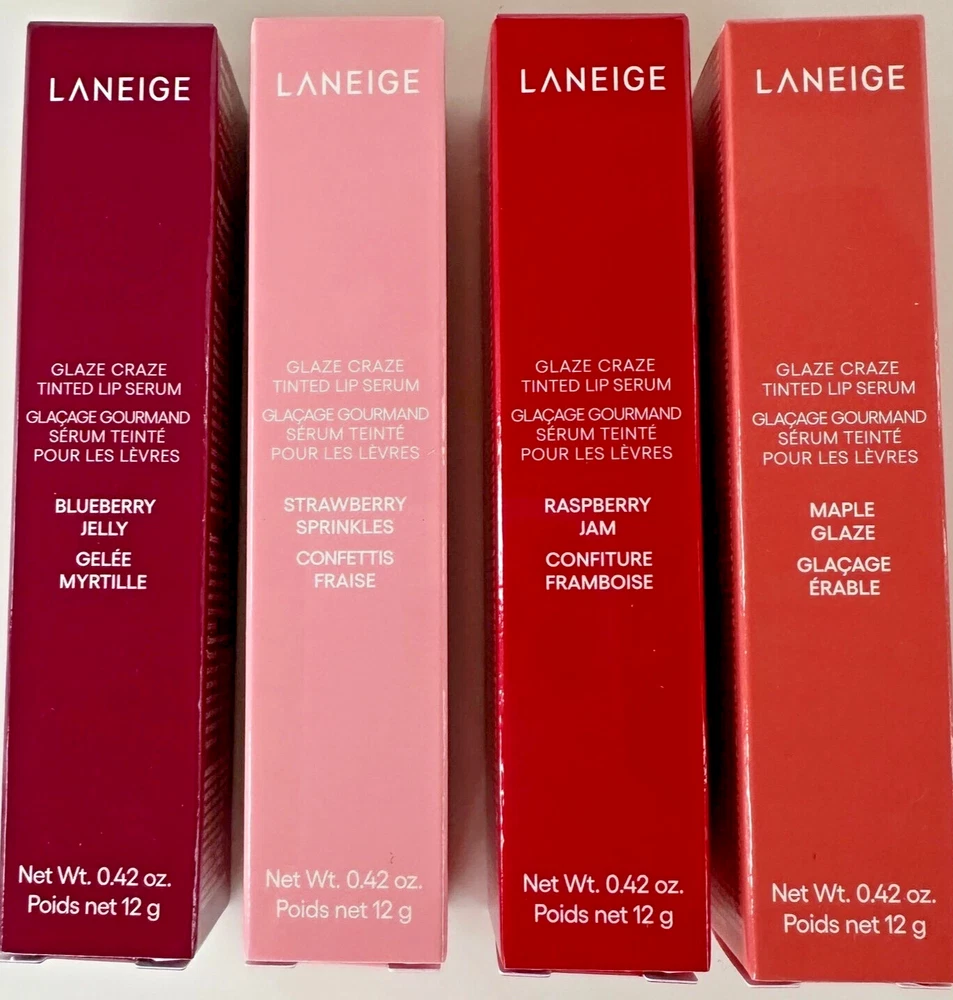 LANEIGE
GLAZE CRAZE
TINTED LIP SERUM
GLAÇAGE GOURMAND
SÉRUM TEINTÉ
POUR LES LÈVRES
BLUEBERRY
JELLY
GELÉE
MYRTILLE
Net Wt. 0.42 oz.
Poids net 12 g
LANEIGE
GLAZE CRAZE
TINTED LIP SERUM
GLAÇAGE GOURMAND
SÉRUM TEINTÉ
POUR LES LÈVRES
STRAWBERRY
SPRINKLES
CONFETTIS
FRAISE
Net Wt. 0.42 oz.
Poids net 12 g
LANEIGE
GLAZE CRAZE
TINTED LIP SERUM
GLAÇAGE GOURMAND
SÉRUM TEINTÉ
POUR LES LÈVRES
RASPBERRY
JAM
CONFITURE
FRAMBOISE
Net Wt. 0.42 oz.
Poids net 12 g
LANEIGE
GLAZE CRAZE
TINTED LIP SERUM
GLAÇAGE GOURMAND
SÉRUM TEINTÉ
POUR LES LÈVRES
MAPLE
GLAZE
GLAÇAGE
ÉRABLE
Net Wt. 0.42 oz.
Poids net 12 g